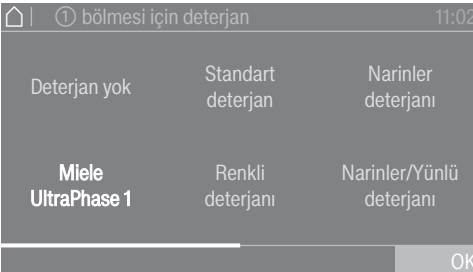 ① bölmesi için deterjan 11:02
Deterjan yok
Standart
deterjan
Narinler
deterjanı
Miele
UltraPhase 1
Renkli
deterjanı
Narinler/Yünlü
deterjanı
OK